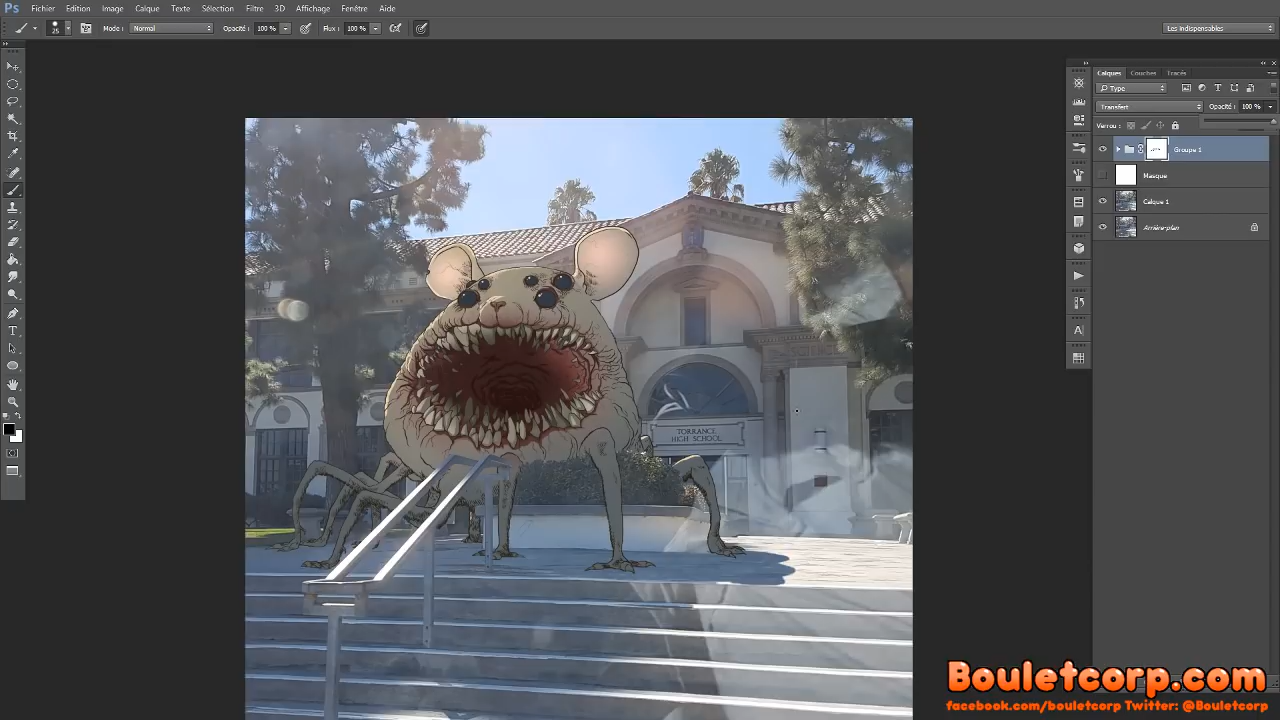 Ps Fichier Edition Image Calque Texte Sélection Filtre 3D Affichage Fenêtre Aide
25 Mode : Normal Opacité : 100 % Flux : 100 % Les indispensables
Calques Couches Tracés
Type
Transfert Opacité : 100 %
Verrou :
Groupe 1
Masque
Calque 1
Arrière-plan
TORRANCE
HIGH SCHOOL
Bouletcorp.com
facebook.com/bouletcorp Twitter: @Bouletcorp